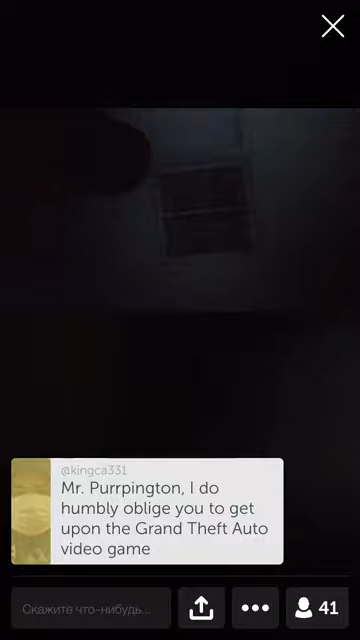 @kingca331
Mr. Purrpington, I do
humbly oblige you to get
upon the Grand Theft Auto
video game
Скажите что-нибудь...
41